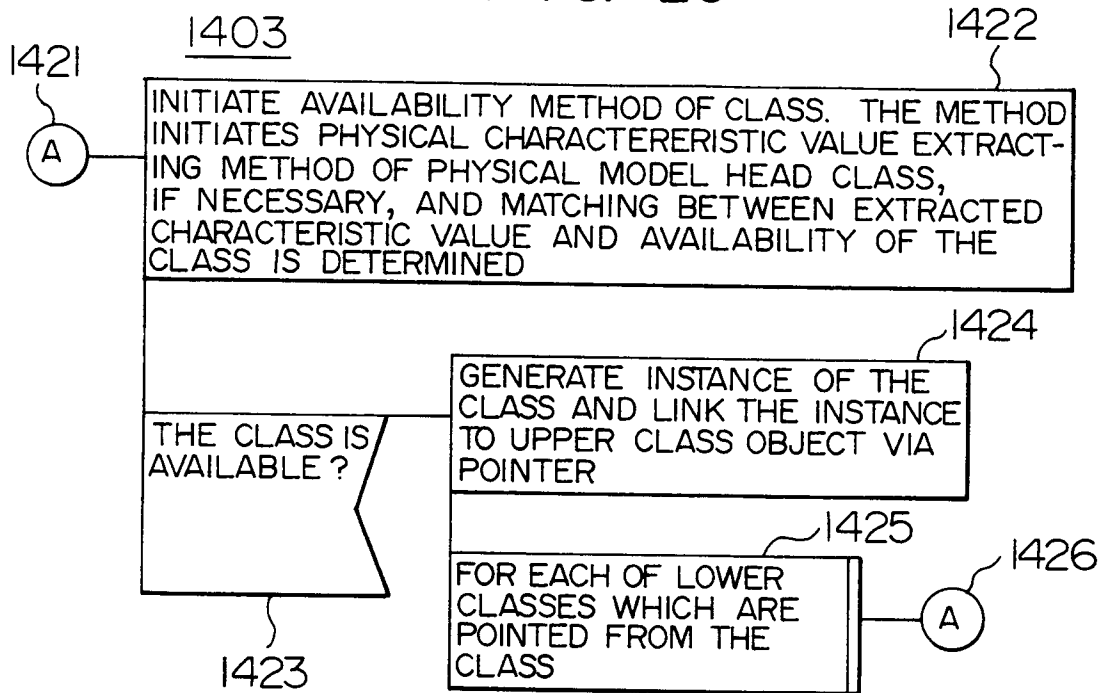 1403
1421
1422
A
INITIATE AVAILABILITY METHOD OF CLASS. THE METHOD
INITIATES PHYSICAL CHARACTERERISTIC VALUE EXTRACT-
ING METHOD OF PHYSICAL MODEL HEAD CLASS,
IF NECESSARY, AND MATCHING BETWEEN EXTRACTED
CHARACTERISTIC VALUE AND AVAILABILITY OF THE
CLASS IS DETERMINED
1424
GENERATE INSTANCE OF THE
CLASS AND LINK THE INSTANCE
TO UPPER CLASS OBJECT VIA
POINTER
THE CLASS IS
AVAILABLE ?
1423
1425
FOR EACH OF LOWER
CLASSES WHICH ARE
POINTED FROM THE
CLASS
1426
A